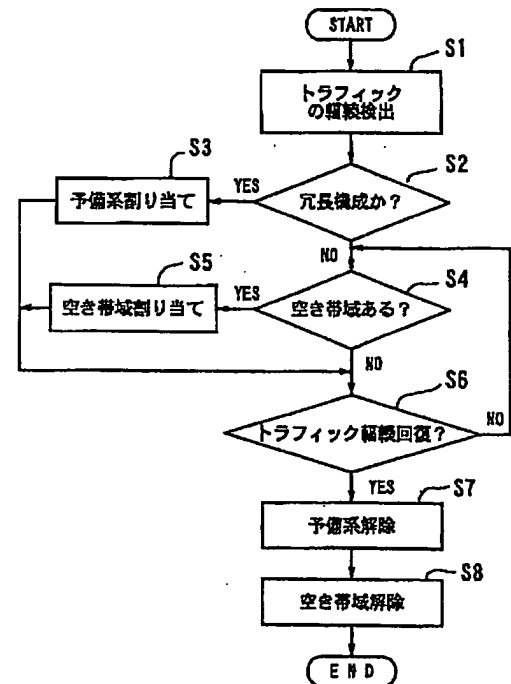 START
S1
トラフィック
の輻輳検出
S2
S3
冗長構成か？
YES
予備系割り当て
NO
S4
S5
空き帯域ある？
YES
空き帯域割り当て
NO
S6
トラフィック輻輳回復？
NO
YES
S7
予備系解除
S8
空き帯域解除
END